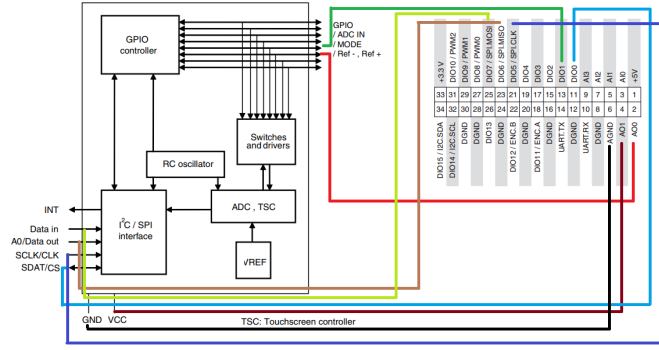 GPIO
controller
GPIO
/ ADC IN
/ MODE
/ Ref - , Ref +
Switches
and drivers
RC oscillator
ADC , TSC
VREF
I²C / SPI
interface
INT
Data in
A0/Data out
SCLK/CLK
SDAT/CS
GND VCC
TSC: Touchscreen controller
+3.3 V
DIO10 / PWM2
DIO9 / PWM1
DIO8 / PWM0
DIO7 / SPI.MOSI
DIO6 / SPI.MISO
DIO5 / SPI.CLK
DIO4
DIO3
DIO2
DIO1
DIO0
AI3
AI2
AI1
AI0
+5V
33 31 29 27 25 23 21 19 17 15 13 11 9 7 5 3 1
34 32 30 28 26 24 22 20 18 16 14 12 10 8 6 4 2
DIO15 / I2C.SDA
DIO14 / I2C.SCL
DGND
DGND
DIO13
DGND
DIO12 / ENC.B
DGND
DIO11 / ENC.A
DGND
UART.TX
DGND
UART.RX
DGND
AGND
AO1
AO0